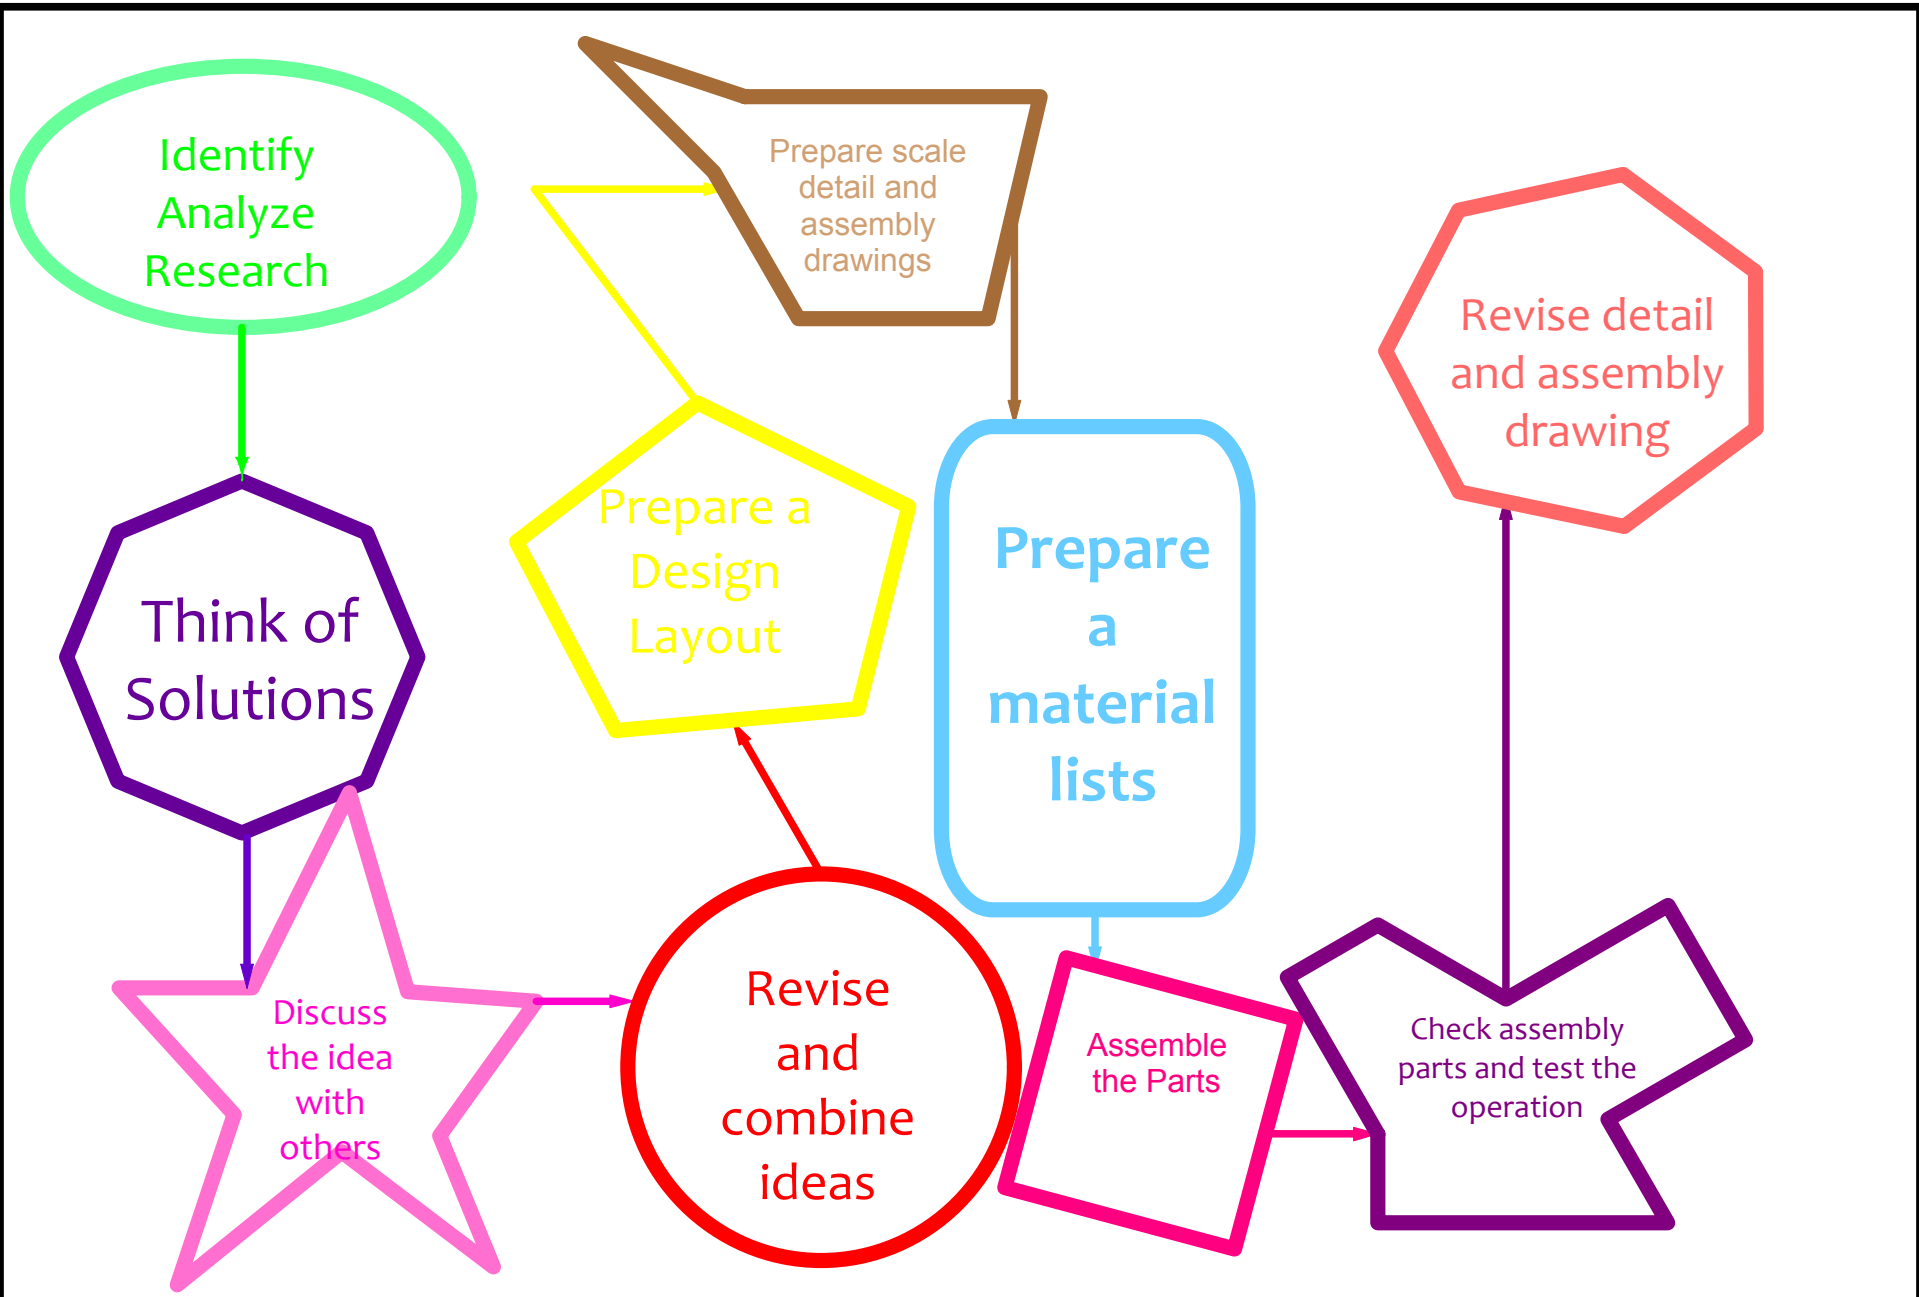 Identify
Analyze
Research
Think of
Solutions
Discuss
the idea
with
others
Revise
and
combine
ideas
Prepare a
Design
Layout
Prepare scale
detail and
assembly
drawings
Prepare
a
material
lists
Assemble
the Parts
Check assembly
parts and test the
operation
Revise detail
and assembly
drawing